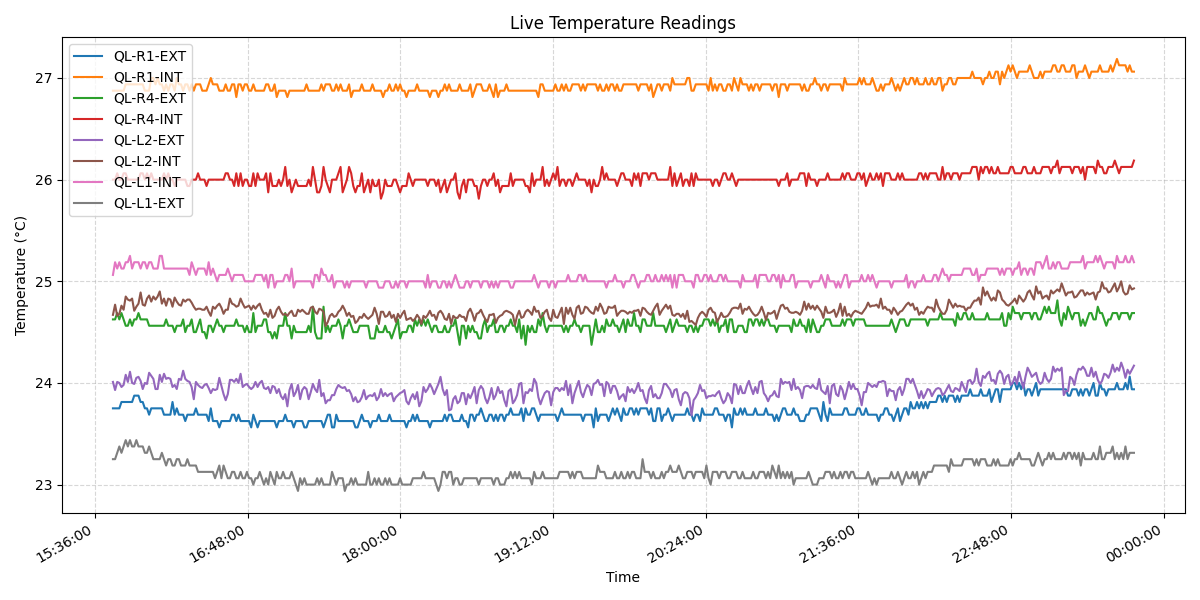 Live Temperature Readings
QL-R1-EXT
QL-R1-INT
QL-R4-EXT
QL-R4-INT
QL-L2-EXT
QL-L2-INT
QL-L1-INT
QL-L1-EXT
27
26
25
24
23
Temperature (°C)
15:36:00
16:48:00
18:00:00
19:12:00
20:24:00
21:36:00
22:48:00
00:00:00
Time